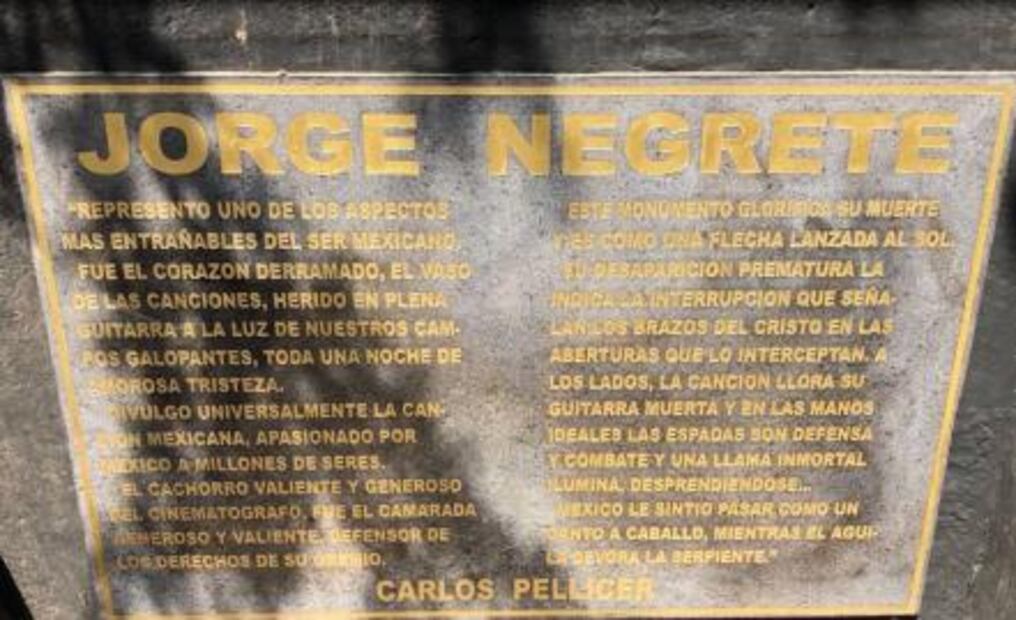 JORGE NEGRETE
"REPRESENTO UNO DE LOS ASPECTOS
MAS ENTRAÑABLES DEL SER MEXICANO,
FUE EL CORAZON DERRAMADO, EL VASO
DE LAS CANCIONES, HERIDO EN PLENA
GUITARRA A LA LUZ DE NUESTROS CAM-
POS GALOPANTES, TODA UNA NOCHE DE
AMOROSA TRISTEZA.
DIVULGO UNIVERSALMENTE LA CAN-
CION MEXICANA, APASIONADO POR
MEXICO A MILLONES DE SERES.
EL CACHORRO VALIENTE Y GENEROSO
DEL CINEMATOGRAFO, FUE EL CAMARADA
GENEROSO Y VALIENTE, DEFENSOR DE
LOS DERECHOS DE SU GREMIO.
ESTE MONUMENTO GLORIFICA SU MUERTE
Y ES COMO UNA FLECHA LANZADA AL SOL.
SU DESAPARICION PREMATURA LA
INDICA LA INTERRUPCION QUE SEÑA-
LAN LOS BRAZOS DEL CRISTO EN LAS
ABERTURAS QUE LO INTERCEPTAN. A
LOS LADOS, LA CANCION LLORA SU
GUITARRA MUERTA Y EN LAS MANOS
IDEALES LAS ESPADAS SON DEFENSA
Y COMBATE Y UNA LLAMA INMORTAL
ILUMINA, DESPRENDIENDOSE...
MEXICO LE SINTIO PASAR COMO UN
CANTO A CABALLO, MIENTRAS EL AGUI-
LA DEVORA LA SERPIENTE."
CARLOS PELLICER